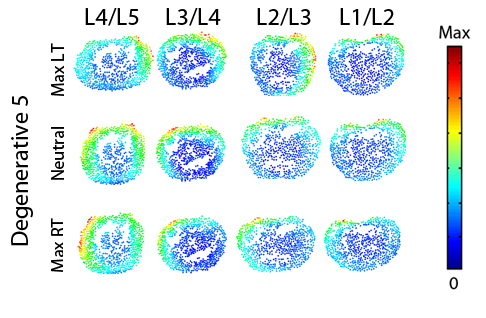 L4/L5 L3/L4 L2/L3 L1/L2
Max
Max LT
Neutral
Max RT
Degenerative 5
0